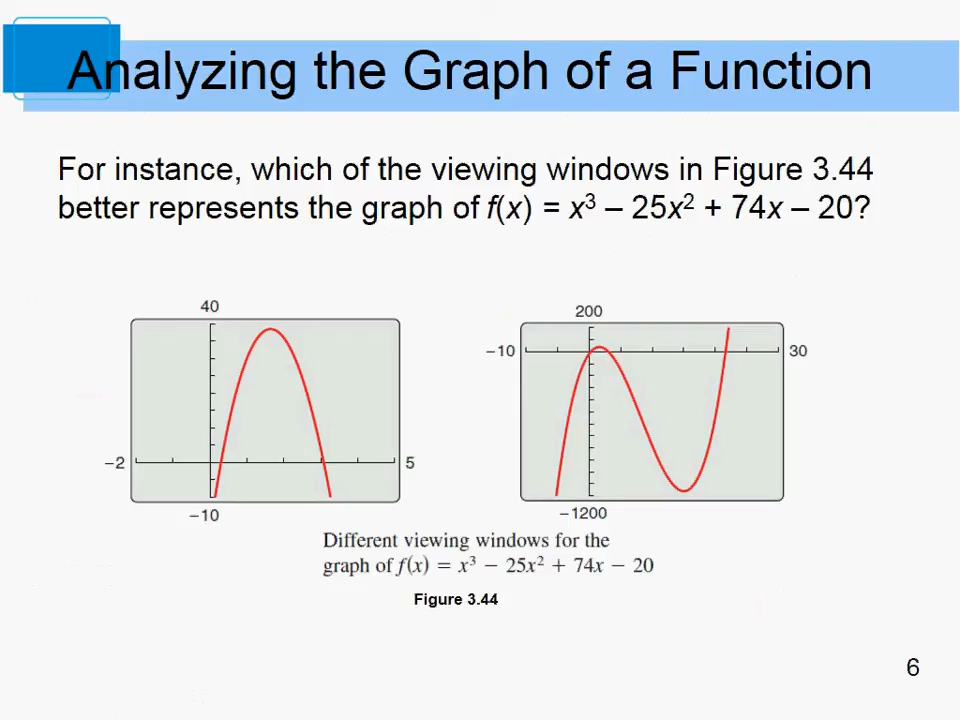 Analyzing the Graph of a Function
For instance, which of the viewing windows in Figure 3.44
better represents the graph of f(x) = x³ – 25x² + 74x – 20?
40
−2
5
−10
200
−10
30
−1200
Different viewing windows for the
graph of f(x) = x³ − 25x² + 74x − 20
Figure 3.44
6